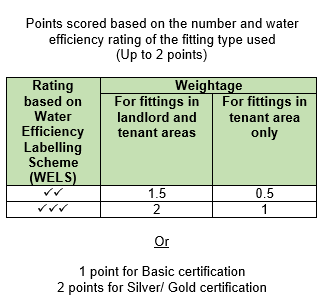 Points scored based on the number and water
efficiency rating of the fitting type used
(Up to 2 points)
Rating
based on
Water
Efficiency
Labelling
Scheme
(WELS)
Weightage
For fittings in
landlord and
tenant areas
For fittings in
tenant area
only
✓✓ 1.5 0.5
✓✓✓ 2 1
Or
1 point for Basic certification
2 points for Silver/ Gold certification